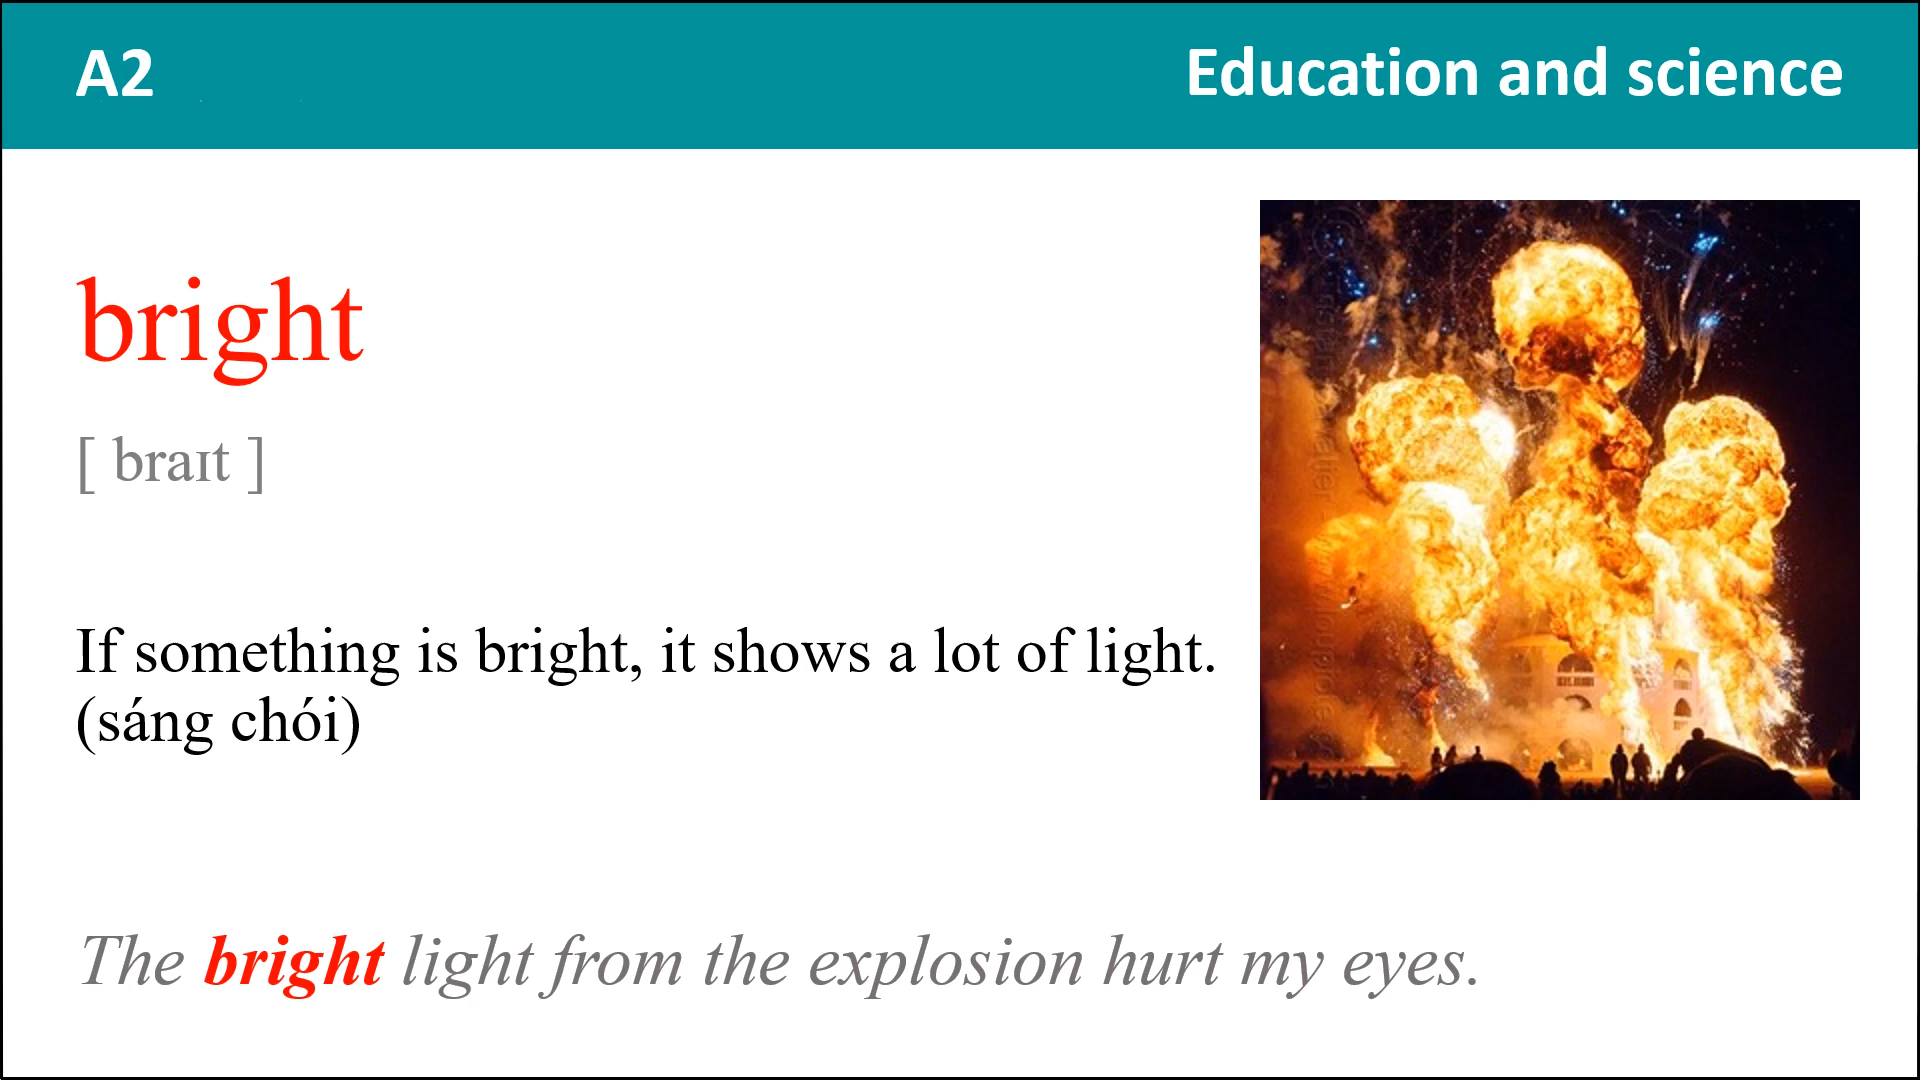 A2
Education and science
bright
[ braɪt ]
If something is bright, it shows a lot of light.
(sáng chói)
The bright light from the explosion hurt my eyes.